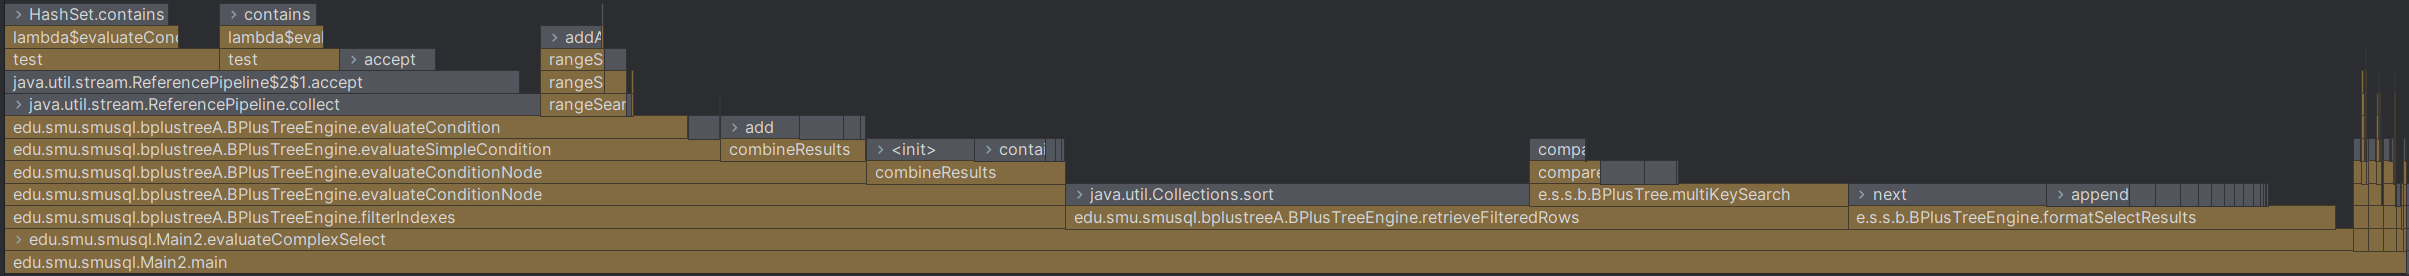 > HashSet.contains > contains
lambda$evaluateCond lambda$eval > addA
test test > accept rangeS
java.util.stream.ReferencePipeline$2$1.accept rangeS
> java.util.stream.ReferencePipeline.collect rangeSear
edu.smu.smusql.bplustreeA.BPlusTreeEngine.evaluateCondition > add
edu.smu.smusql.bplustreeA.BPlusTreeEngine.evaluateSimpleCondition combineResults > <init> > contai compa
edu.smu.smusql.bplustreeA.BPlusTreeEngine.evaluateConditionNode combineResults compare
edu.smu.smusql.bplustreeA.BPlusTreeEngine.evaluateConditionNode > java.util.Collections.sort e.s.s.b.BPlusTree.multiKeySearch > next > append
edu.smu.smusql.bplustreeA.BPlusTreeEngine.filterIndexes edu.smu.smusql.bplustreeA.BPlusTreeEngine.retrieveFilteredRows e.s.s.b.BPlusTreeEngine.formatSelectResults
> edu.smu.smusql.Main2.evaluateComplexSelect
edu.smu.smusql.Main2.main